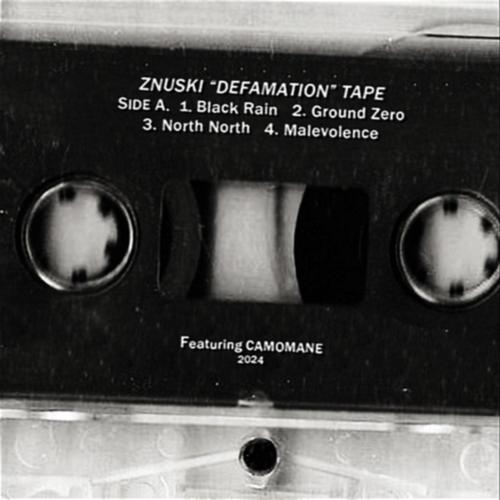 ZNUSKI "DEFAMATION" TAPE
SIDE A. 1. Black Rain 2. Ground Zero
3. North North 4. Malevolence
Featuring CAMOMANE
2024